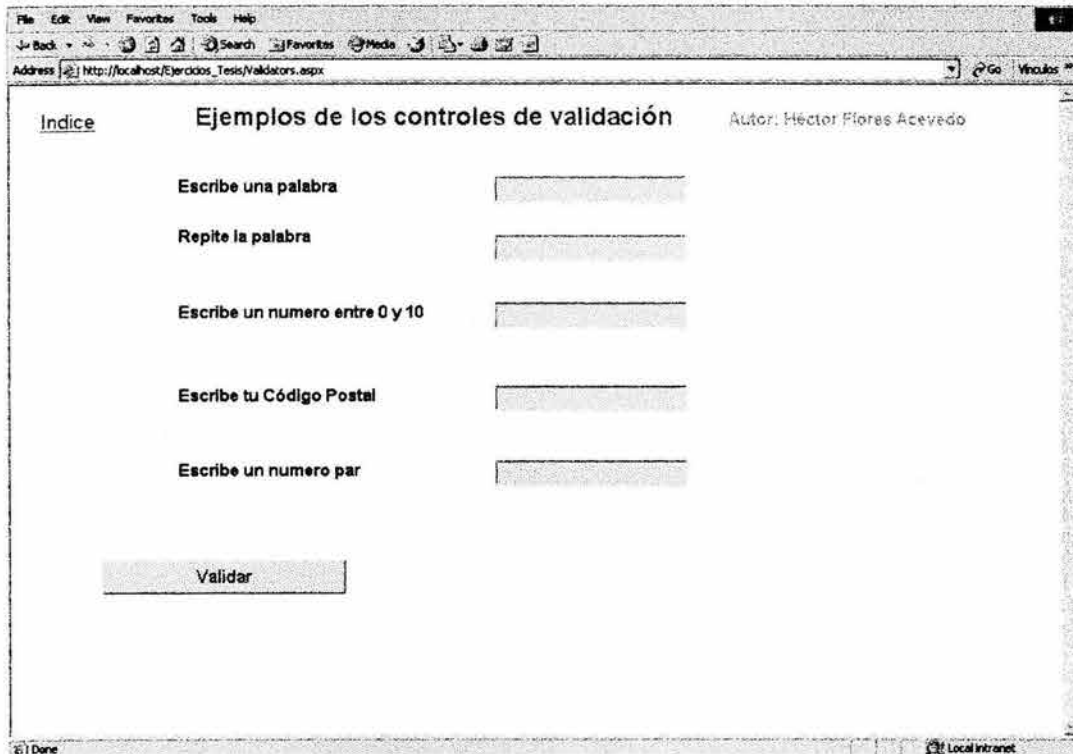 File Edit View Favorites Tools Help
Back Search Favorites Media
Address http://localhost/Ejercicios_Tesis/Validators.aspx Go Vínculos »
Indice Ejemplos de los controles de validación Autor: Héctor Flores Acevedo
Escribe una palabra
Repite la palabra
Escribe un numero entre 0 y 10
Escribe tu Código Postal
Escribe un numero par
Validar
Done Local intranet